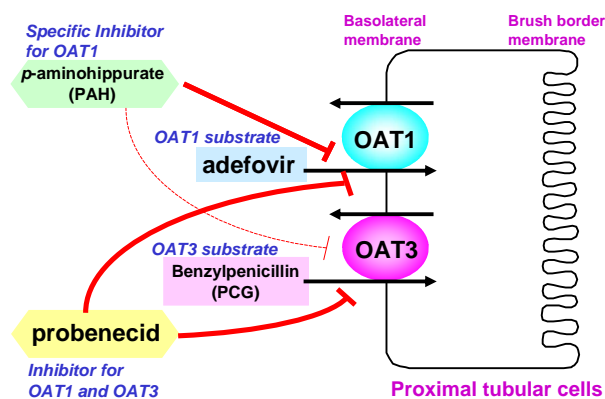 Specific Inhibitor
for OAT1
p-aminohippurate
(PAH)
Basolateral
membrane
Brush border
membrane
OAT1 substrate
adefovir
OAT1
OAT3 substrate
Benzylpenicillin
(PCG)
OAT3
probenecid
Inhibitor for
OAT1 and OAT3
Proximal tubular cells